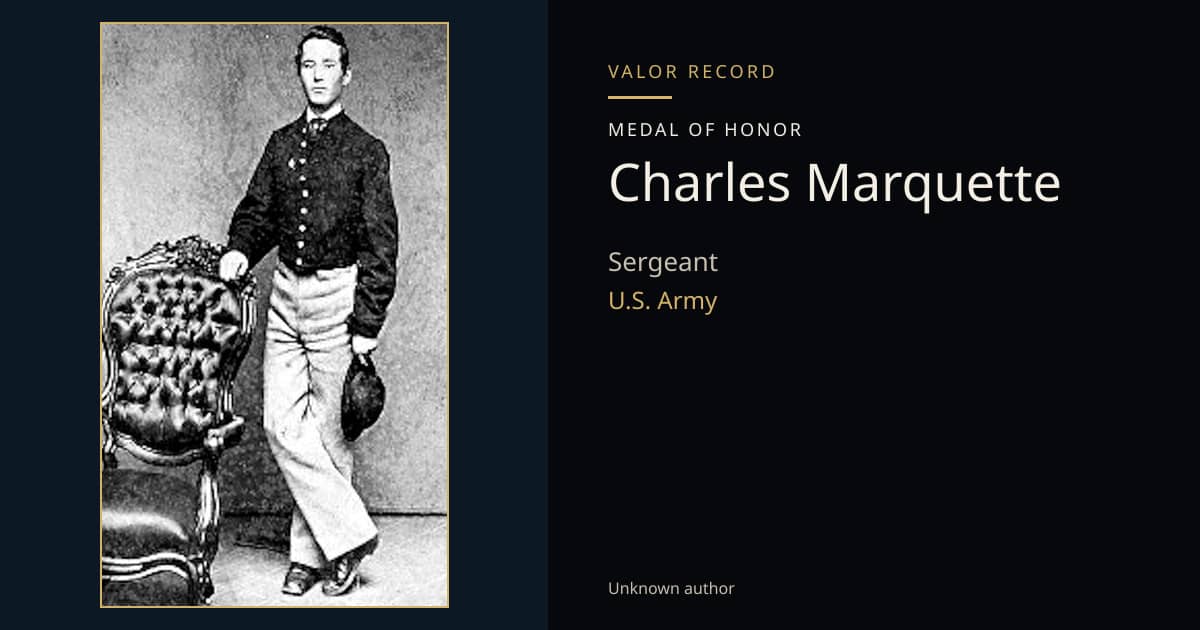 VALOR RECORD
MEDAL OF HONOR
Charles Marquette
Sergeant
U.S. Army
Unknown author